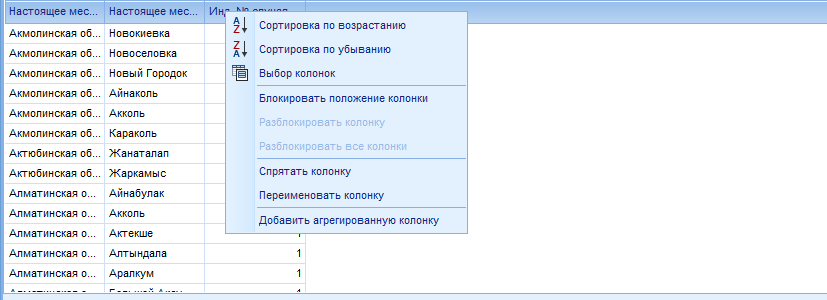 Настоящее мес... Настоящее мес... Инд. № случая
Акмолинская об... Новокиевка
Акмолинская об... Новоселовка
Акмолинская об... Новый Городок
Акмолинская об... Айнаколь
Акмолинская об... Акколь
Акмолинская об... Караколь
Актюбинская об... Жанаталап
Актюбинская об... Жаркамыс
Алматинская о... Айнабулак
Алматинская о... Акколь
Алматинская о... Актекше 1
Алматинская о... Алтындала 1
Алматинская о... Аралкум 1
Алматинская о...
Сортировка по возрастанию
Сортировка по убыванию
Выбор колонок
Блокировать положение колонки
Разблокировать колонку
Разблокировать все колонки
Спрятать колонку
Переименовать колонку
Добавить агрегированную колонку